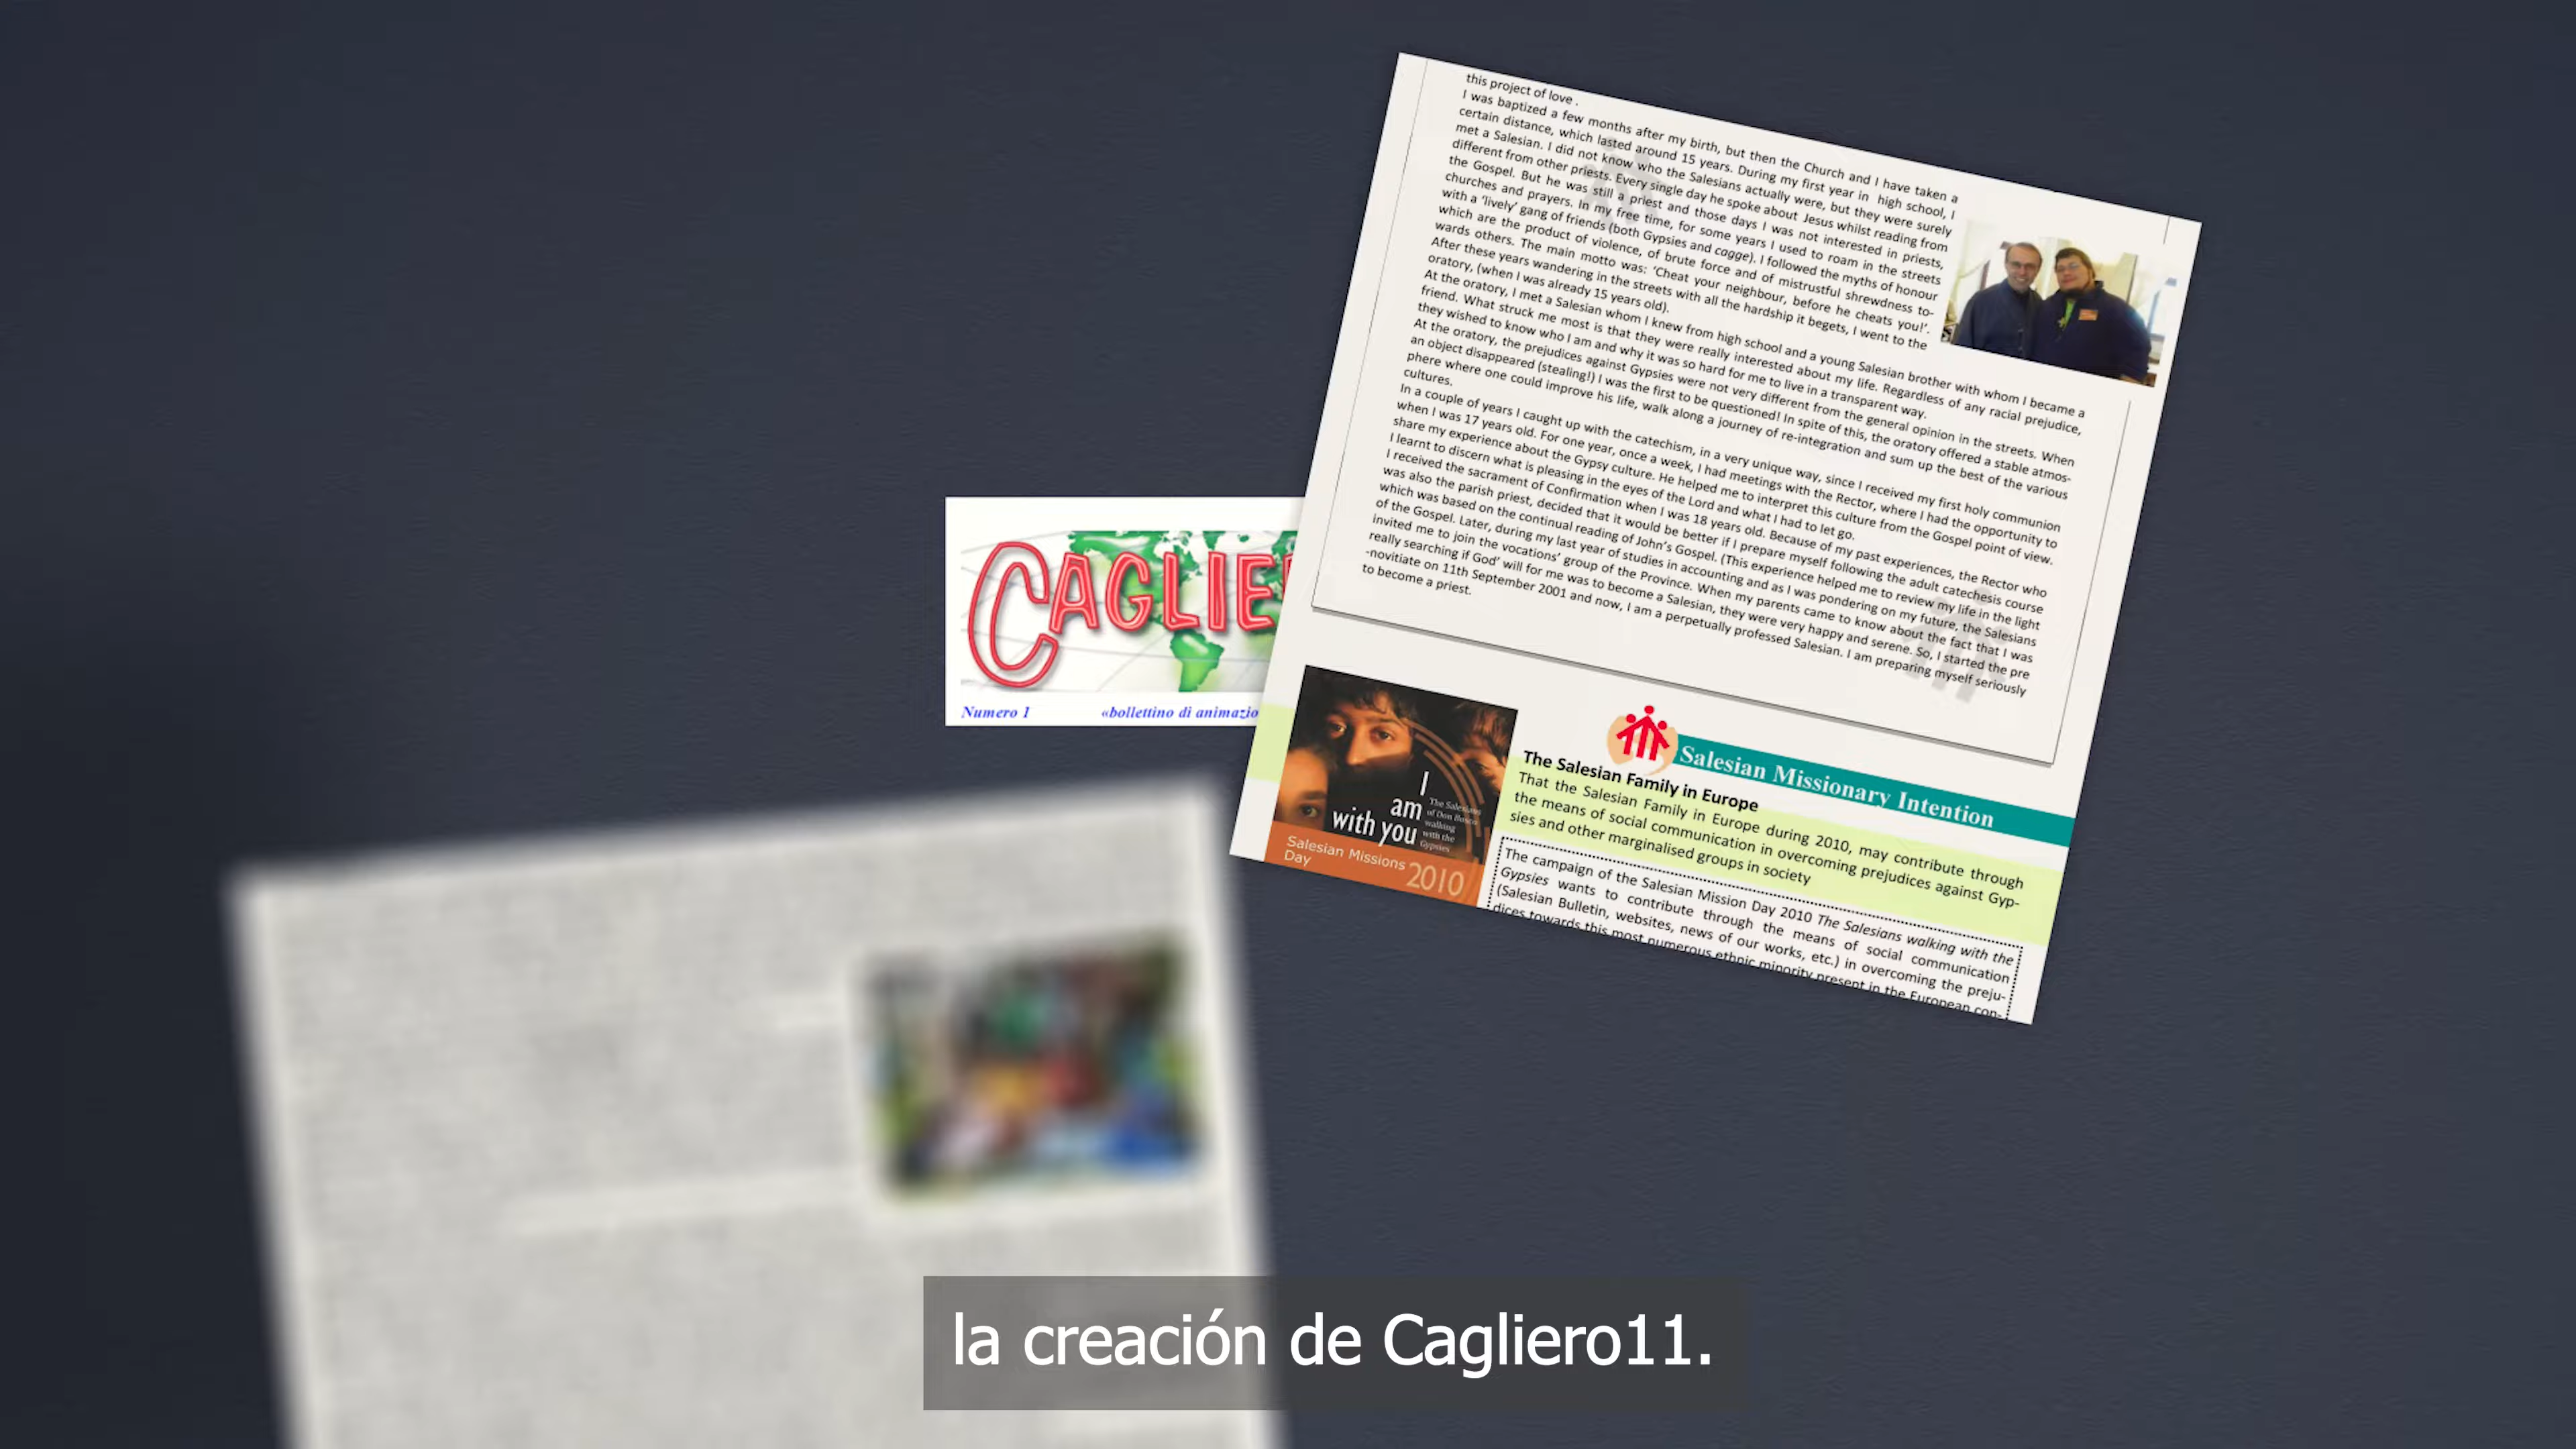 this project of love .
I was baptized a few months after my birth, but then the Church and I have taken a
certain distance, which lasted around 15 years. During my first year in high school, I
met a Salesian. I did not know who the Salesians actually were, but they were surely
different from other priests. Every single day he spoke about Jesus whilst reading from
the Gospel. But he was still a priest and those days I was not interested in priests,
churches and prayers. In my free time, for some years I used to roam in the streets
with a ‘lively’ gang of friends (both Gypsies and cagge). I followed the myths of honour
which are the product of violence, of brute force and of mistrustful shrewdness to-
wards others. The main motto was: ‘Cheat your neighbour, before he cheats you!’.
After these years wandering in the streets with all the hardship it begets, I went to the
oratory, (when I was already 15 years old).
At the oratory, I met a Salesian whom I knew from high school and a young Salesian brother with whom I became a
friend. What struck me most is that they were really interested about my life. Regardless of any racial prejudice,
they wished to know who I am and why it was so hard for me to live in a transparent way.
At the oratory, the prejudices against Gypsies were not very different from the general opinion in the streets. When
an object disappeared (stealing!) I was the first to be questioned! In spite of this, the oratory offered a stable atmos-
phere where one could improve his life, walk along a journey of re-integration and sum up the best of the various
cultures.
In a couple of years I caught up with the catechism, in a very unique way, since I received my first holy communion
when I was 17 years old. For one year, once a week, I had meetings with the Rector, where I had the opportunity to
share my experience about the Gypsy culture. He helped me to interpret this culture from the Gospel point of view.
I learnt to discern what is pleasing in the eyes of the Lord and what I had to let go.
I received the sacrament of Confirmation when I was 18 years old. Because of my past experiences, the Rector who
was also the parish priest, decided that it would be better if I prepare myself following the adult catechesis course
which was based on the continual reading of John’s Gospel. (This experience helped me to review my life in the light
of the Gospel. Later, during my last year of studies in accounting and as I was pondering on my future, the Salesians
invited me to join the vocations’ group of the Province. When my parents came to know about the fact that I was
really searching if God’ will for me was to become a Salesian, they were very happy and serene. So, I started the pre
-novitiate on 11th September 2001 and now, I am a perpetually professed Salesian. I am preparing myself seriously
to become a priest.
CAGLIE
Numero 1 «bollettino di animazio
I
am
with you
The Salesians
of Don Bosco
walking
with the
Gypsies
Salesian Missions
Day 2010
Salesian Missionary Intention
The Salesian Family in Europe
That the Salesian Family in Europe during 2010, may contribute through
the means of social communication in overcoming prejudices against Gyp-
sies and other marginalised groups in society
The campaign of the Salesian Mission Day 2010 The Salesians walking with the
Gypsies wants to contribute through the means of social communication
(Salesian Bulletin, websites, news of our works, etc.) in overcoming the preju-
dices towards this most numerous ethnic minority present in the European con-
la creación de Cagliero11.